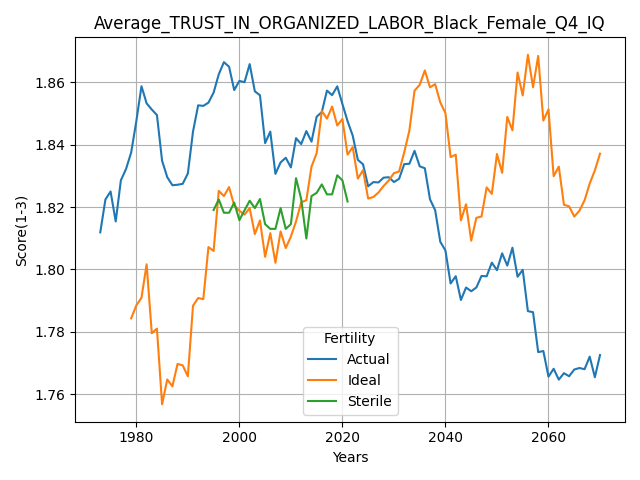 Average_TRUST_IN_ORGANIZED_LABOR_Black_Female_Q4_IQ
Score(1-3)
1.86
1.84
1.82
1.80
1.78
1.76
Fertility
Actual
Ideal
Sterile
1980
2000
2020
2040
2060
Years